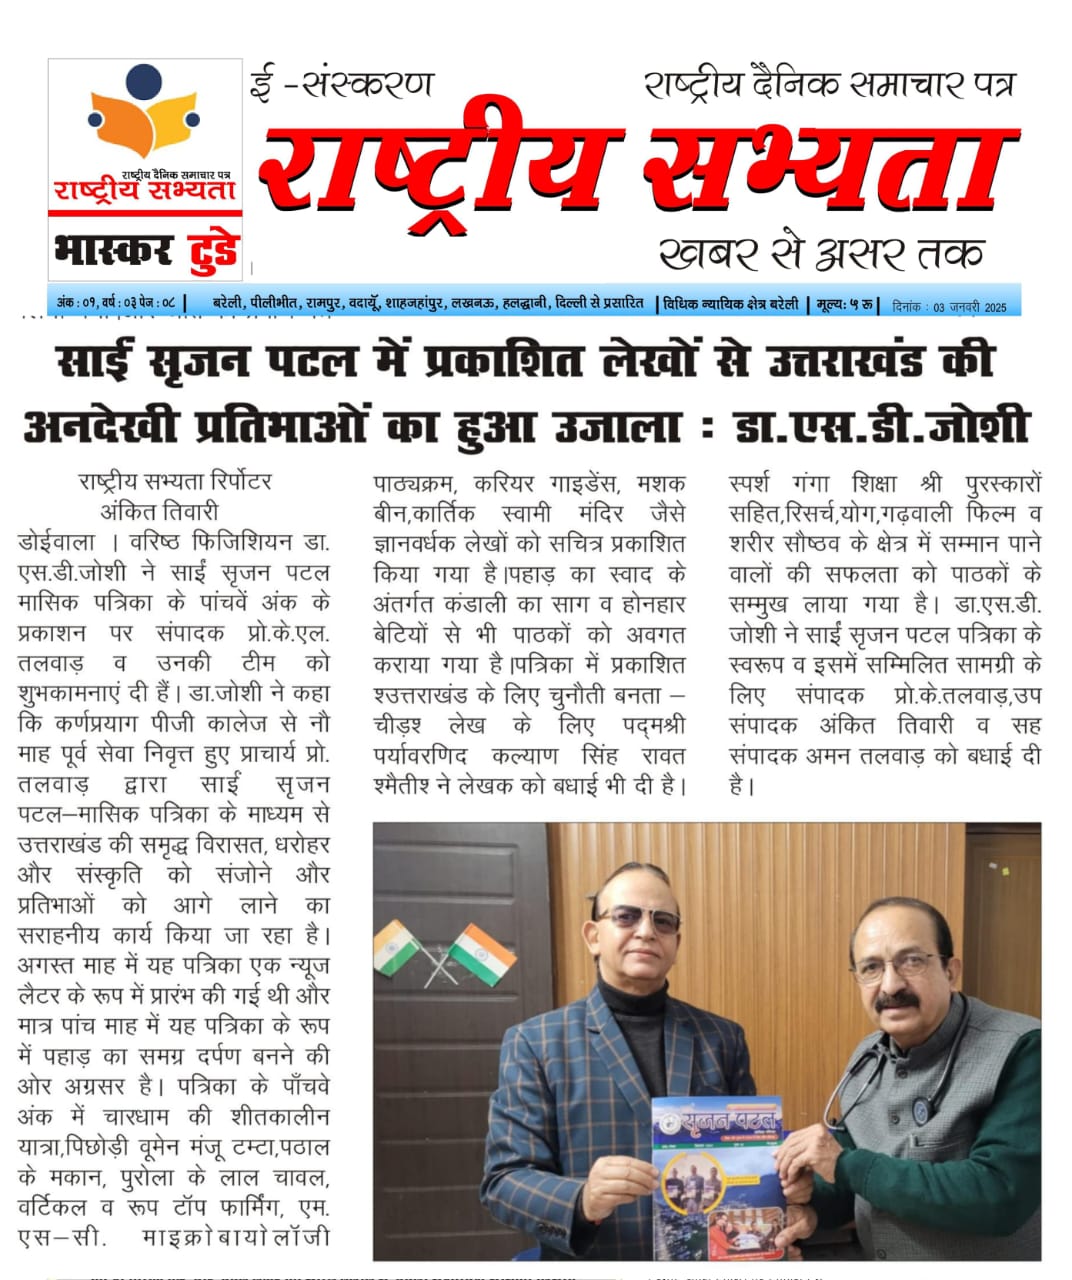 ई -संस्करण
राष्ट्रीय दैनिक समाचार पत्र
राष्ट्रीय सभ्यता
खबर से असर तक
राष्ट्रीय दैनिक समाचार पत्र
राष्ट्रीय सभ्यता
भास्कर टुडे
अंक : ०९, वर्ष : ०३ पेज : ०८ | बरेली, पीलीभीत, रामपुर, वदायूँ, शाहजहांपुर, लखनऊ, हलद्धानी, दिल्ली से प्रसारित | विधिक न्यायिक क्षेत्र बरेली | मूल्य: ५ रू | दिनांक : 03 जनवरी 2025
साईं सृजन पटल में प्रकाशित लेखों से उत्तराखंड की
अनदेखी प्रतिभाओं का हुआ उजाला : डा.एस.डी.जोशी
राष्ट्रीय सभ्यता रिर्पोटर
अंकित तिवारी
डोईवाला । वरिष्ठ फिजिशियन डा.
एस.डी.जोशी ने साईं सृजन पटल
मासिक पत्रिका के पांचवें अंक के
प्रकाशन पर संपादक प्रो.के.एल.
तलवाड़ व उनकी टीम को
शुभकामनाएं दी हैं। डा.जोशी ने कहा
कि कर्णप्रयाग पीजी कालेज से नौ
माह पूर्व सेवा निवृत्त हुए प्राचार्य प्रो.
तलवाड़ द्वारा साई सृजन
पटल–मासिक पत्रिका के माध्यम से
उत्तराखंड की समृद्ध विरासत, धरोहर
और संस्कृति को संजोने और
प्रतिभाओं को आगे लाने का
सराहनीय कार्य किया जा रहा है।
अगस्त माह में यह पत्रिका एक न्यूज
लैटर के रूप में प्रारंभ की गई थी और
मात्र पांच माह में यह पत्रिका के रूप
में पहाड़ का समग्र दर्पण बनने की
ओर अग्रसर है। पत्रिका के पाँचवे
अंक में चारधाम की शीतकालीन
यात्रा,पिछोड़ी वूमेन मंजू टम्टा,पठाल
के मकान, पुरोला के लाल चावल,
वर्टिकल व रूप टॉप फार्मिंग, एम.
एस–सी. माइक्रोबायोलॉजी
पाठ्यक्रम, करियर गाइडेंस, मशक
बीन,कार्तिक स्वामी मंदिर जैसे
ज्ञानवर्धक लेखों को सचित्र प्रकाशित
किया गया है।पहाड़ का स्वाद के
अंतर्गत कंडाली का साग व होनहार
बेटियों से भी पाठकों को अवगत
कराया गया है।पत्रिका में प्रकाशित
श्उत्तराखंड के लिए चुनौती बनता –
चीड़श् लेख के लिए पद्मश्री
पर्यावरणिद कल्याण सिंह रावत
श्मैतीश ने लेखक को बधाई भी दी है।
स्पर्श गंगा शिक्षा श्री पुरस्कारों
सहित,रिसर्च,योग,गढ़वाली फिल्म व
शरीर सौष्ठव के क्षेत्र में सम्मान पाने
वालों की सफलता को पाठकों के
सम्मुख लाया गया है। डा.एस.डी.
जोशी ने साईं सृजन पटल पत्रिका के
स्वरूप व इसमें सम्मिलित सामग्री के
लिए संपादक प्रो.के.तलवाड़,उप
संपादक अंकित तिवारी व सह
संपादक अमन तलवाड़ को बधाई दी
है।
सृजन पटल